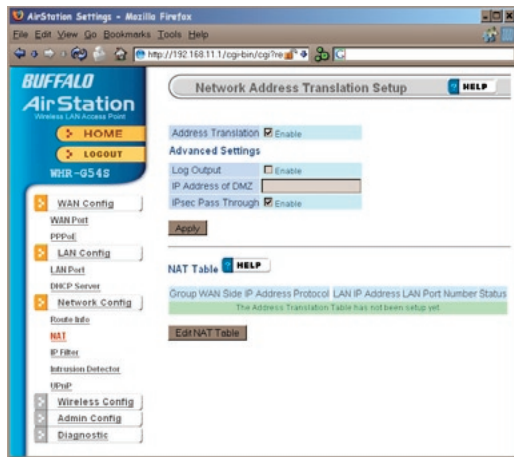 AirStation Settings - Mozilla Firefox
File Edit View Go Bookmarks Tools Help
http://192.168.11.1/cgi-bin/cgi?re
G
BUFFALO
AirStation
Wireless LAN Access Point
HOME
LOGOUT
WHR-G54S
WAN Config
WAN Port
PPPoE
LAN Config
LAN Port
DHCP Server
Network Config
Route Info
NAT
IP Filter
Intrusion Detector
UPnP
Wireless Config
Admin Config
Diagnostic
Network Address Translation Setup
? HELP
Address Translation Enable
Advanced Settings
Log Output Enable
IP Address of DMZ
IPsec Pass Through Enable
Apply
NAT Table ? HELP
Group WAN Side IP Address Protocol LAN IP Address LAN Port Number Status
The Address Translation Table has not been setup yet
Edit NAT Table